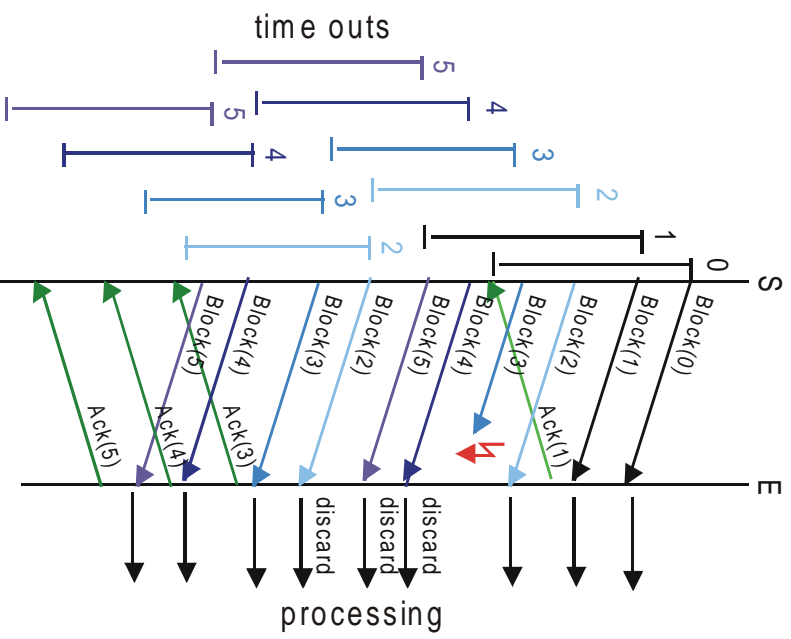 time outs
5
4
5
3
4
2
3
1
2
0
S
Block(5)
Block(4)
Block(3)
Block(2)
Block(5)
Block(4)
Block(3)
Block(2)
Block(1)
Block(0)
Ack(5)
Ack(4)
Ack(3)
Ack(1)
E
discard
discard
discard
processing